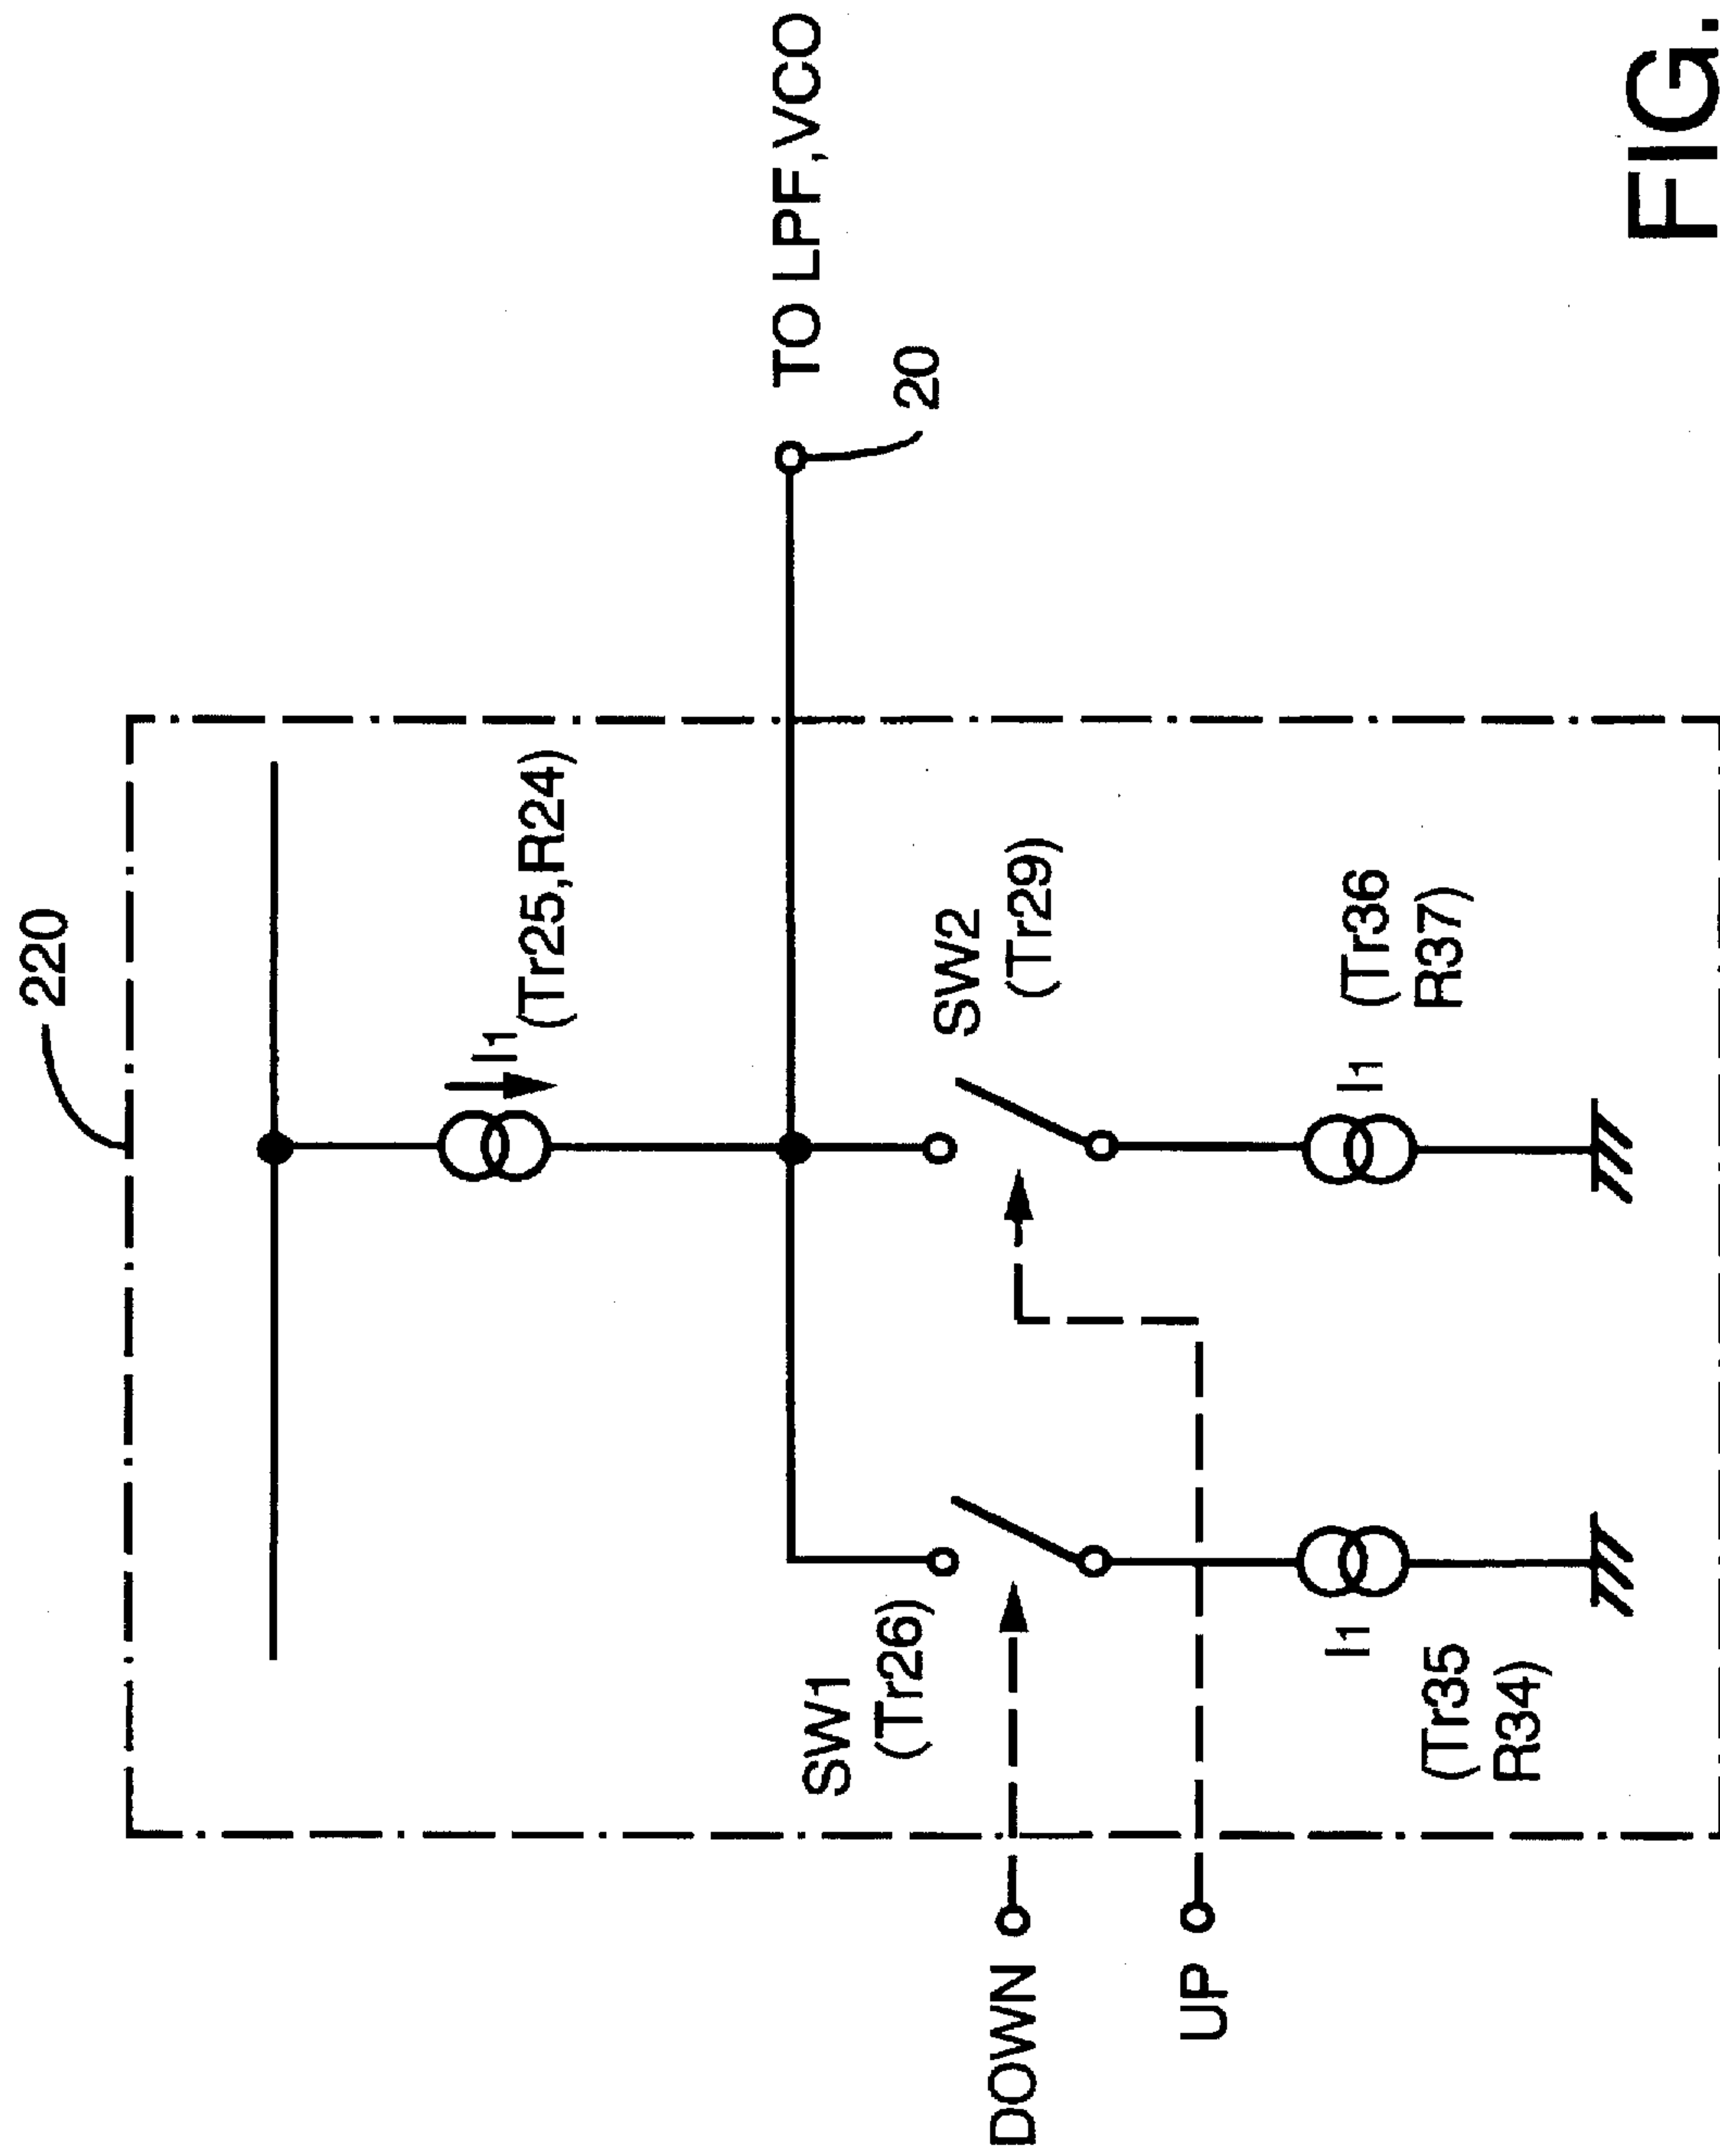 220
I1
(Tr25,R24)
TO LPF,VCO
20
SW1
(Tr26)
SW2
(Tr29)
DOWN
UP
I1
(Tr35
R34)
I1
(Tr36
R37)
FIG.